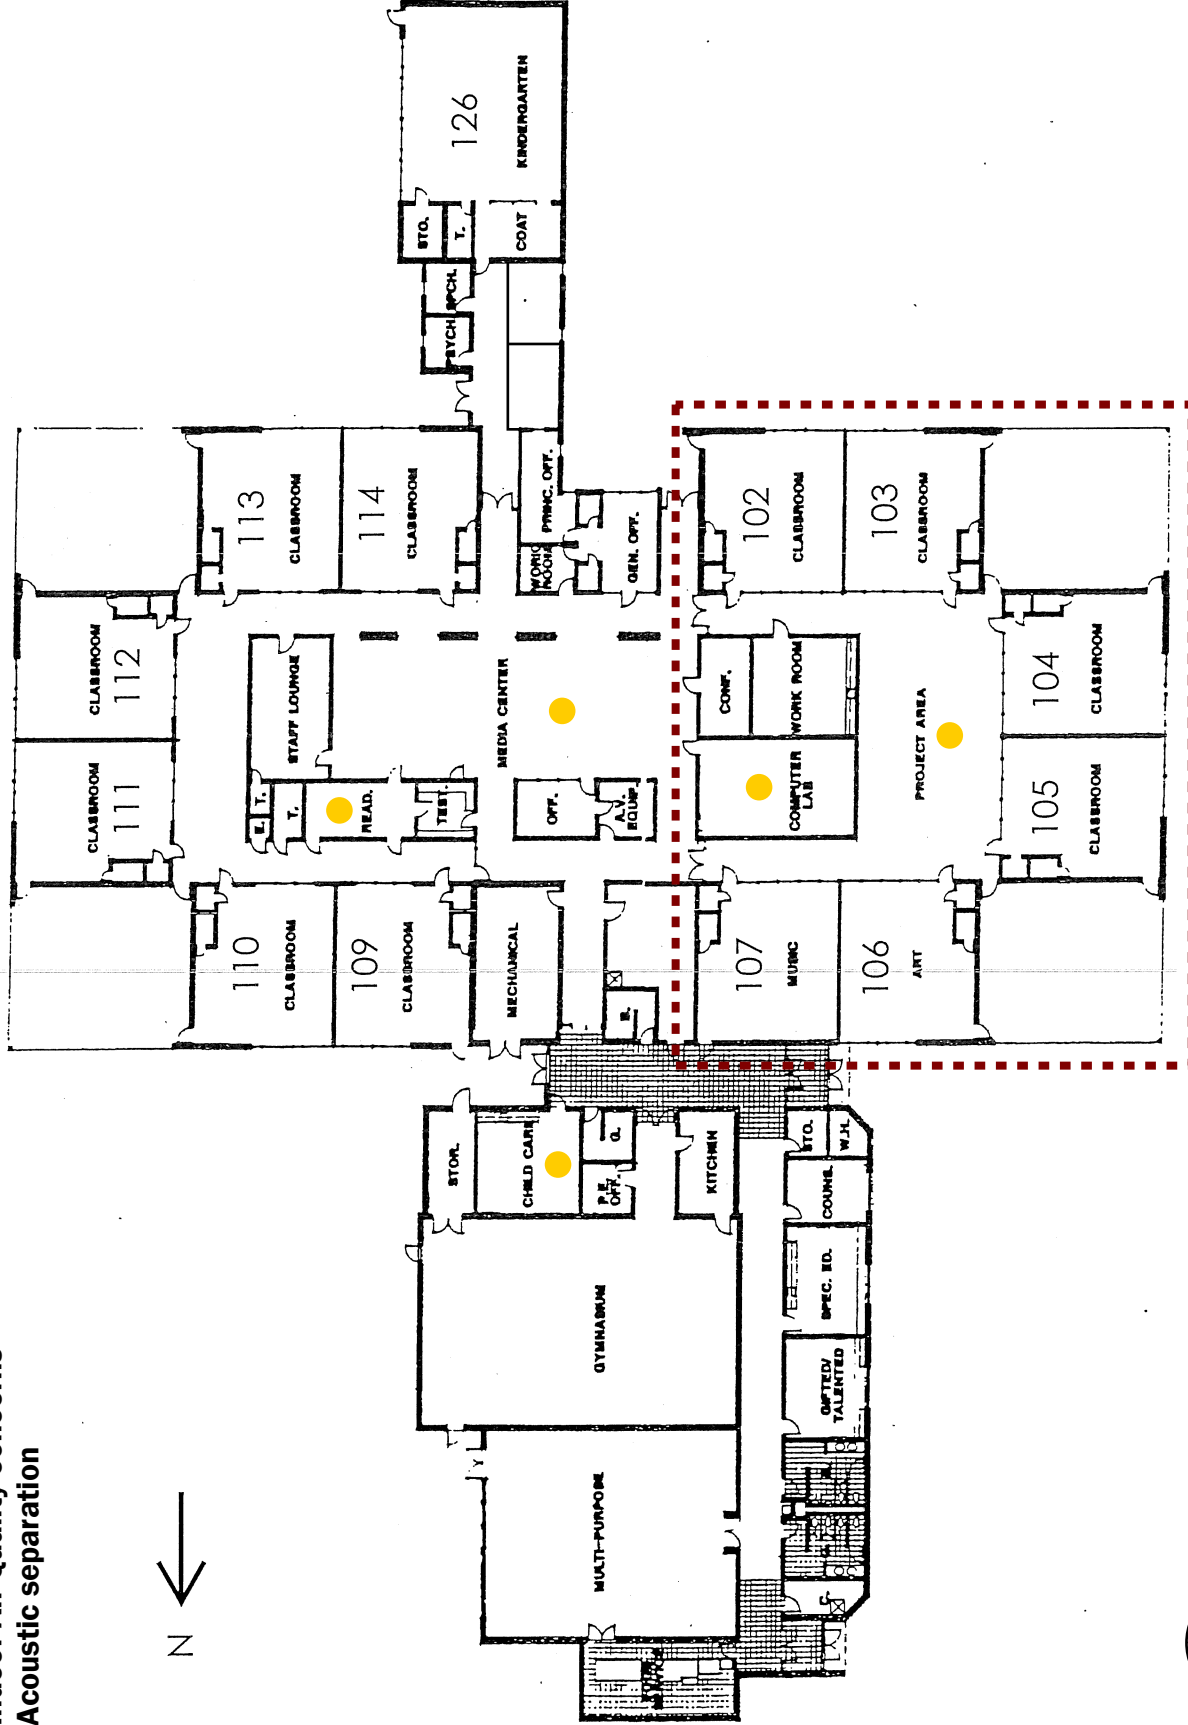 Acoustic separation
N
126
KINDERGARTEN
STO.
T.
COAT
SPCH.
PSYCH.
113
CLASSROOM
114
CLASSROOM
PRINC. OFF.
WORK
ROOM
GEN. OFF.
102
CLASSROOM
103
CLASSROOM
CLASSROOM
112
STAFF LOUNGE
MEDIA CENTER
CONF.
WORK ROOM
PROJECT AREA
104
CLASSROOM
CLASSROOM
111
E.
T.
T.
READ.
TEST.
OFF.
A.V.
EQUIP.
COMPUTER
LAB
105
CLASSROOM
110
CLASSROOM
109
CLASSROOM
MECHANICAL
B.
107
MUSIC
106
ART
STOR.
CHILD CARE
G.
P.E.
OFF.
KITCHEN
STO.
W.H.
COUNS.
GYMNASIUM
SPEC. ED.
GIFTED/
TALENTED
MULTI-PURPOSE